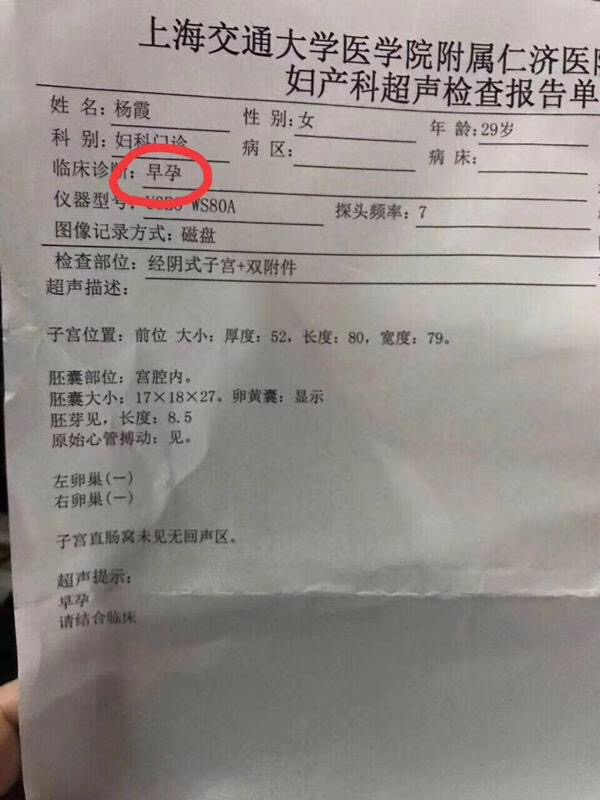 上海交通大学医学院附属仁济医院
妇产科超声检查报告单
姓 名：杨霞 性 别：女 年 龄：29岁
科 别：妇科门诊 病 区： 病 床：
临床诊断：早孕
仪器型号： WS80A 探头频率：7
图像记录方式：磁盘
检查部位：经阴式子宫+双附件
超声描述：
子宫位置：前位 大小：厚度：52，长度：80，宽度：79。
胚囊部位：宫腔内。
胚囊大小：17×18×27。卵黄囊：显示
胚芽见，长度：8.5
原始心管搏动：见。
左卵巢(一)
右卵巢(一)
子宫直肠窝未见无回声区。
超声提示：
早孕
请结合临床